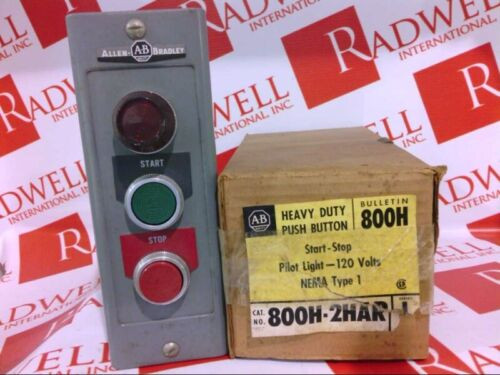 RADWELL
INTERNATIONAL, INC
ALLEN-BRADLEY
AB
START
STOP
AB
HEAVY DUTY
PUSH BUTTON
BULLETIN
800H
Start-Stop
Pilot Light—120 Volts
NEMA Type 1
CAT.
NO.
800H-2HAR
SERIES